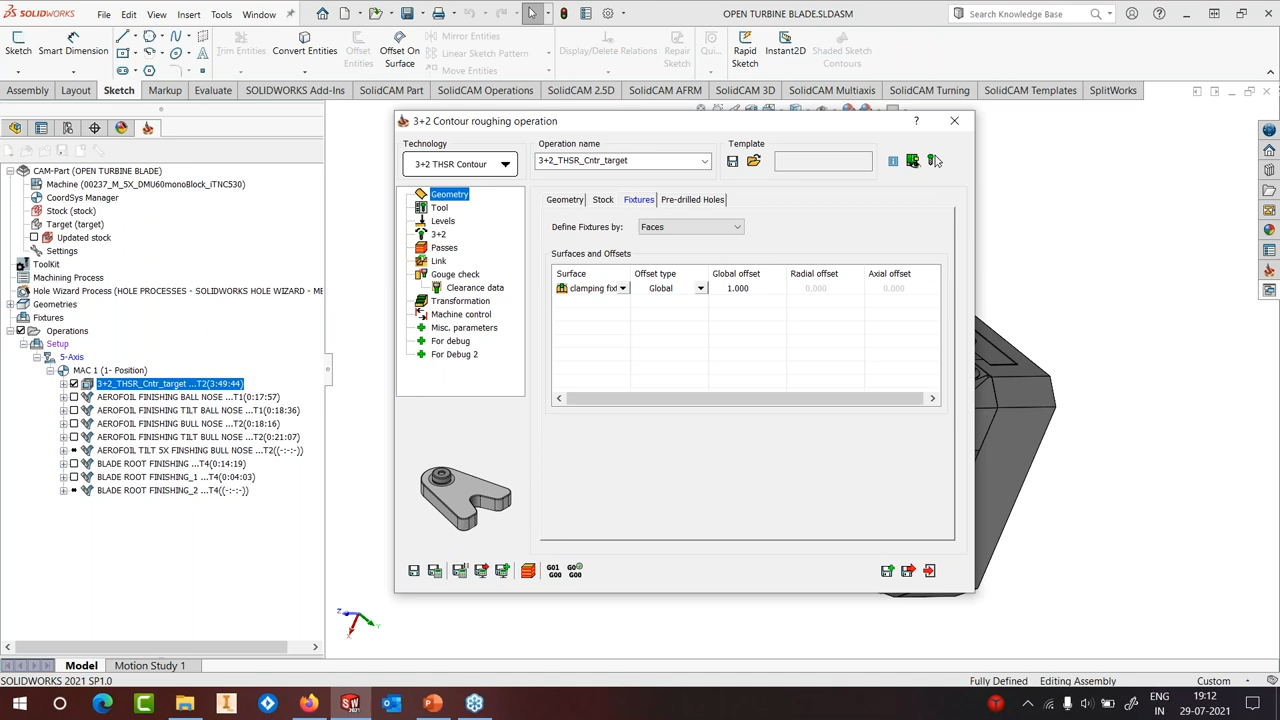 SOLIDWORKS File Edit View Insert Tools Window OPEN TURBINE BLADE.SLDASM Search Knowledge Base
Sketch Smart Dimension Trim Entities Convert Entities Offset Entities Offset On Surface Mirror Entities Linear Sketch Pattern Move Entities Display/Delete Relations Repair Sketch Qui... Rapid Sketch Instant2D Shaded Sketch Contours
Assembly Layout Sketch Markup Evaluate SOLIDWORKS Add-Ins SolidCAM Part SolidCAM Operations SolidCAM 2.5D SolidCAM AFRM SolidCAM 3D SolidCAM Multiaxis SolidCAM Turning SolidCAM Templates SplitWorks
CAM-Part (OPEN TURBINE BLADE)
Machine (00237_M_5X_DMU60monoBlock_iTNC530)
CoordSys Manager
Stock (stock)
Target (target)
Updated stock
Settings
ToolKit
Machining Process
Hole Wizard Process (HOLE PROCESSES - SOLIDWORKS HOLE WIZARD - ME
Geometries
Fixtures
Operations
Setup
5-Axis
MAC 1 (1- Position)
3+2_THSR_Cntr_target ...T2(3:49:44)
AEROFOIL FINISHING BALL NOSE ...T1(0:17:57)
AEROFOIL FINISHING TILT BALL NOSE ...T1(0:18:36)
AEROFOIL FINISHING BULL NOSE ...T2(0:18:16)
AEROFOIL FINISHING TILT BULL NOSE ...T2(0:21:07)
AEROFOIL TILT 5X FINSHING BULL NOSE ...T2((-:-:-)
BLADE ROOT FINISHING ...T4(0:14:19)
BLADE ROOT FINISHING_1 ...T4(0:04:03)
BLADE ROOT FINISHING_2 ...T4((-:-:-)
3+2 Contour roughing operation
Technology Operation name Template
3+2 THSR Contour 3+2_THSR_Cntr_target
Geometry
Tool
Levels
3+2
Passes
Link
Gouge check
Clearance data
Transformation
Machine control
Misc. parameters
For debug
For Debug 2
Geometry Stock Fixtures Pre-drilled Holes
Define Fixtures by: Faces
Surfaces and Offsets
Surface Offset type Global offset Radial offset Axial offset
clamping fixt Global 1.000 0.000 0.000
G01 G00 G0 G00
Z Y X
Model Motion Study 1
SOLIDWORKS 2021 SP1.0 Fully Defined Editing Assembly Custom
ENG IN 19:12 29-07-2021